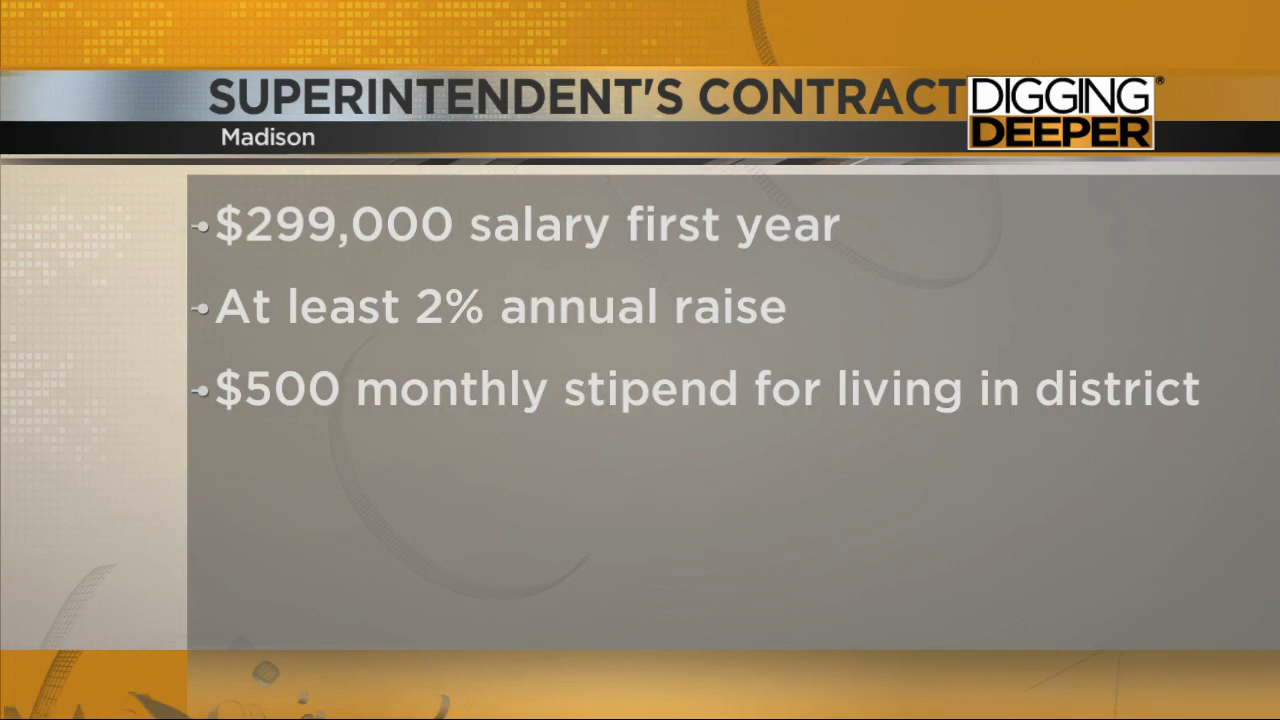 SUPERINTENDENT'S CONTRACT
DIGGING
DEEPER®
Madison
$299,000 salary first year
At least 2% annual raise
$500 monthly stipend for living in district